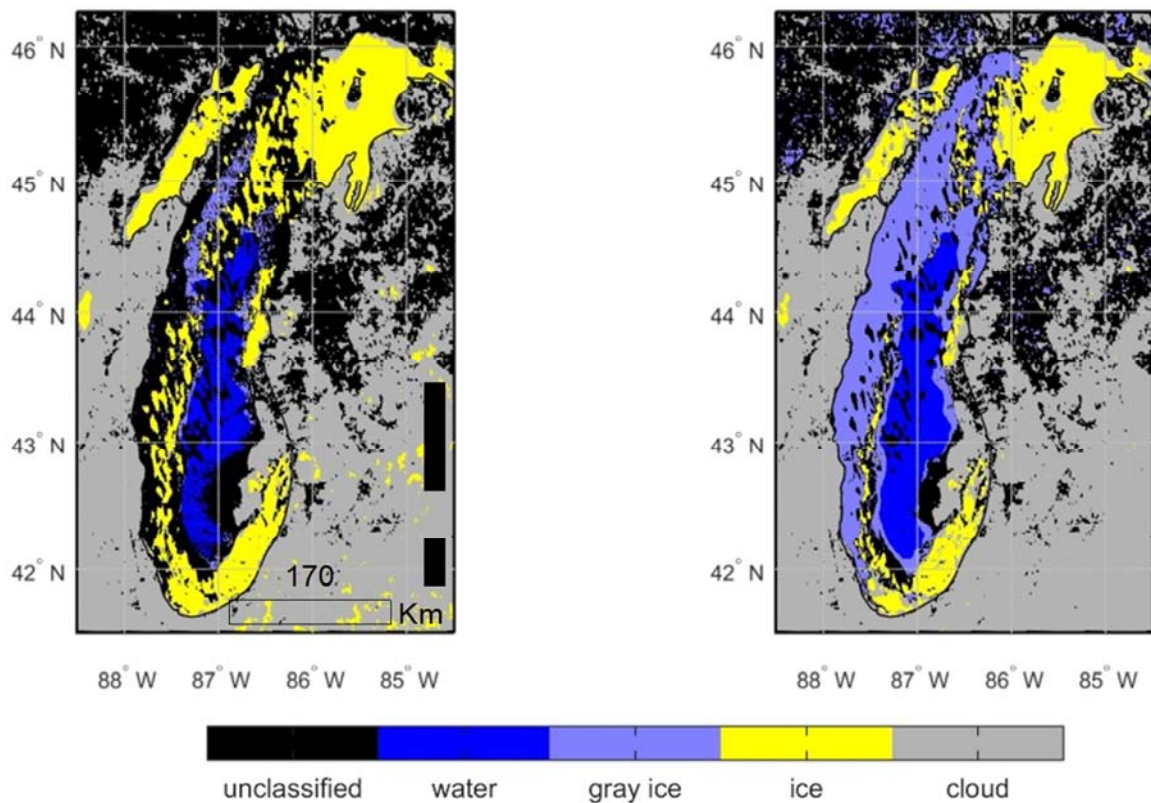 46° N
45° N
44° N
43° N
42° N
170
Km
88° W 87° W 86° W 85° W
46° N
45° N
44° N
43° N
42° N
88° W 87° W 86° W 85° W
unclassified water gray ice ice cloud